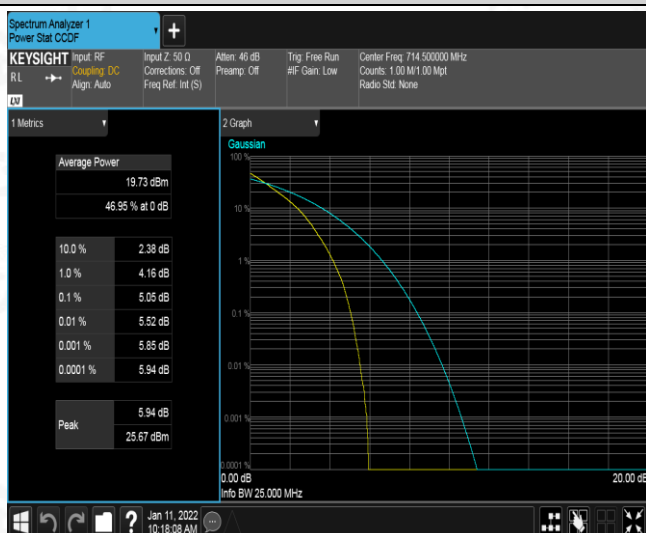 Spectrum Analyzer 1
Power Stat CCDF
KEYSIGHT
RL
LXI
Input: RF
Coupling: DC
Align: Auto
Input Z: 50 Ω
Corrections: Off
Freq Ref: Int (S)
Atten: 46 dB
Preamp: Off
Trig: Free Run
#IF Gain: Low
Center Freq: 714.500000 MHz
Counts: 1.00 M/1.00 Mpt
Radio Std: None
1 Metrics
Average Power
19.73 dBm
46.95 % at 0 dB
10.0 % 2.38 dB
1.0 % 4.16 dB
0.1 % 5.05 dB
0.01 % 5.52 dB
0.001 % 5.85 dB
0.0001 % 5.94 dB
Peak
5.94 dB
25.67 dBm
2 Graph
Gaussian
100 %
10 %
1 %
0.1 %
0.01 %
0.001 %
0.0001 %
0.00 dB
20.00 dB
Info BW 25.000 MHz
?
Jan 11, 2022
10:18:08 AM